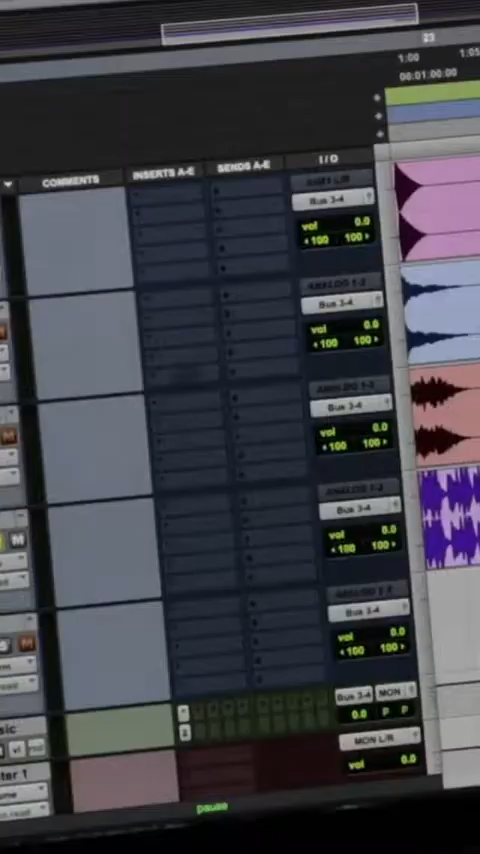 23
1:00 1:05
00:01:00:00
COMMENTS INSERTS A-E SENDS A-E I / O
Bus 3-4
vol 0.0
‹100 100›
ANALOG 1-2
Bus 3-4
vol 0.0
‹100 100›
ANALOG 1-2
Bus 3-4
vol 0.0
‹100 100›
ANALOG 1-2
Bus 3-4
M
vol 0.0
‹100 100›
ANALOG 1-2
Bus 3-4
M
vol 0.0
‹100 100›
read
Bus 3-4 MON
sic
0.0 P P
MON L/R
ter 1
vol 0.0
ume
read
pause